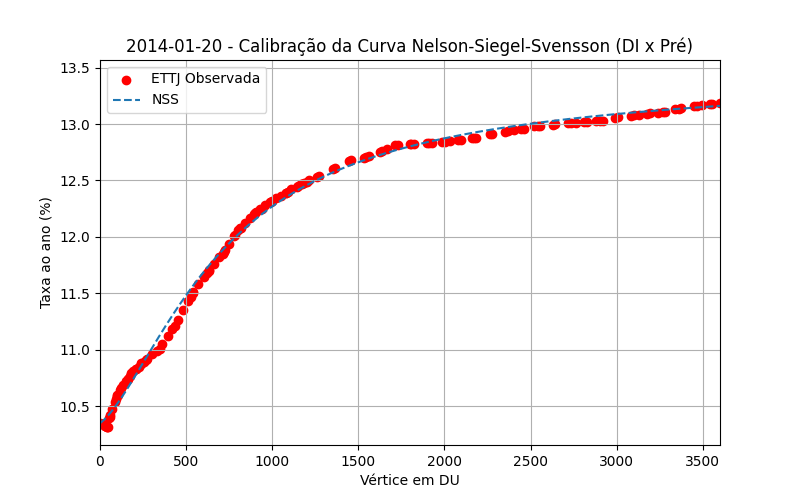 2014-01-20 - Calibração da Curva Nelson-Siegel-Svensson (DI x Pré)
ETTJ Observada
NSS
Taxa ao ano (%)
13.5
13.0
12.5
12.0
11.5
11.0
10.5
0 500 1000 1500 2000 2500 3000 3500
Vértice em DU